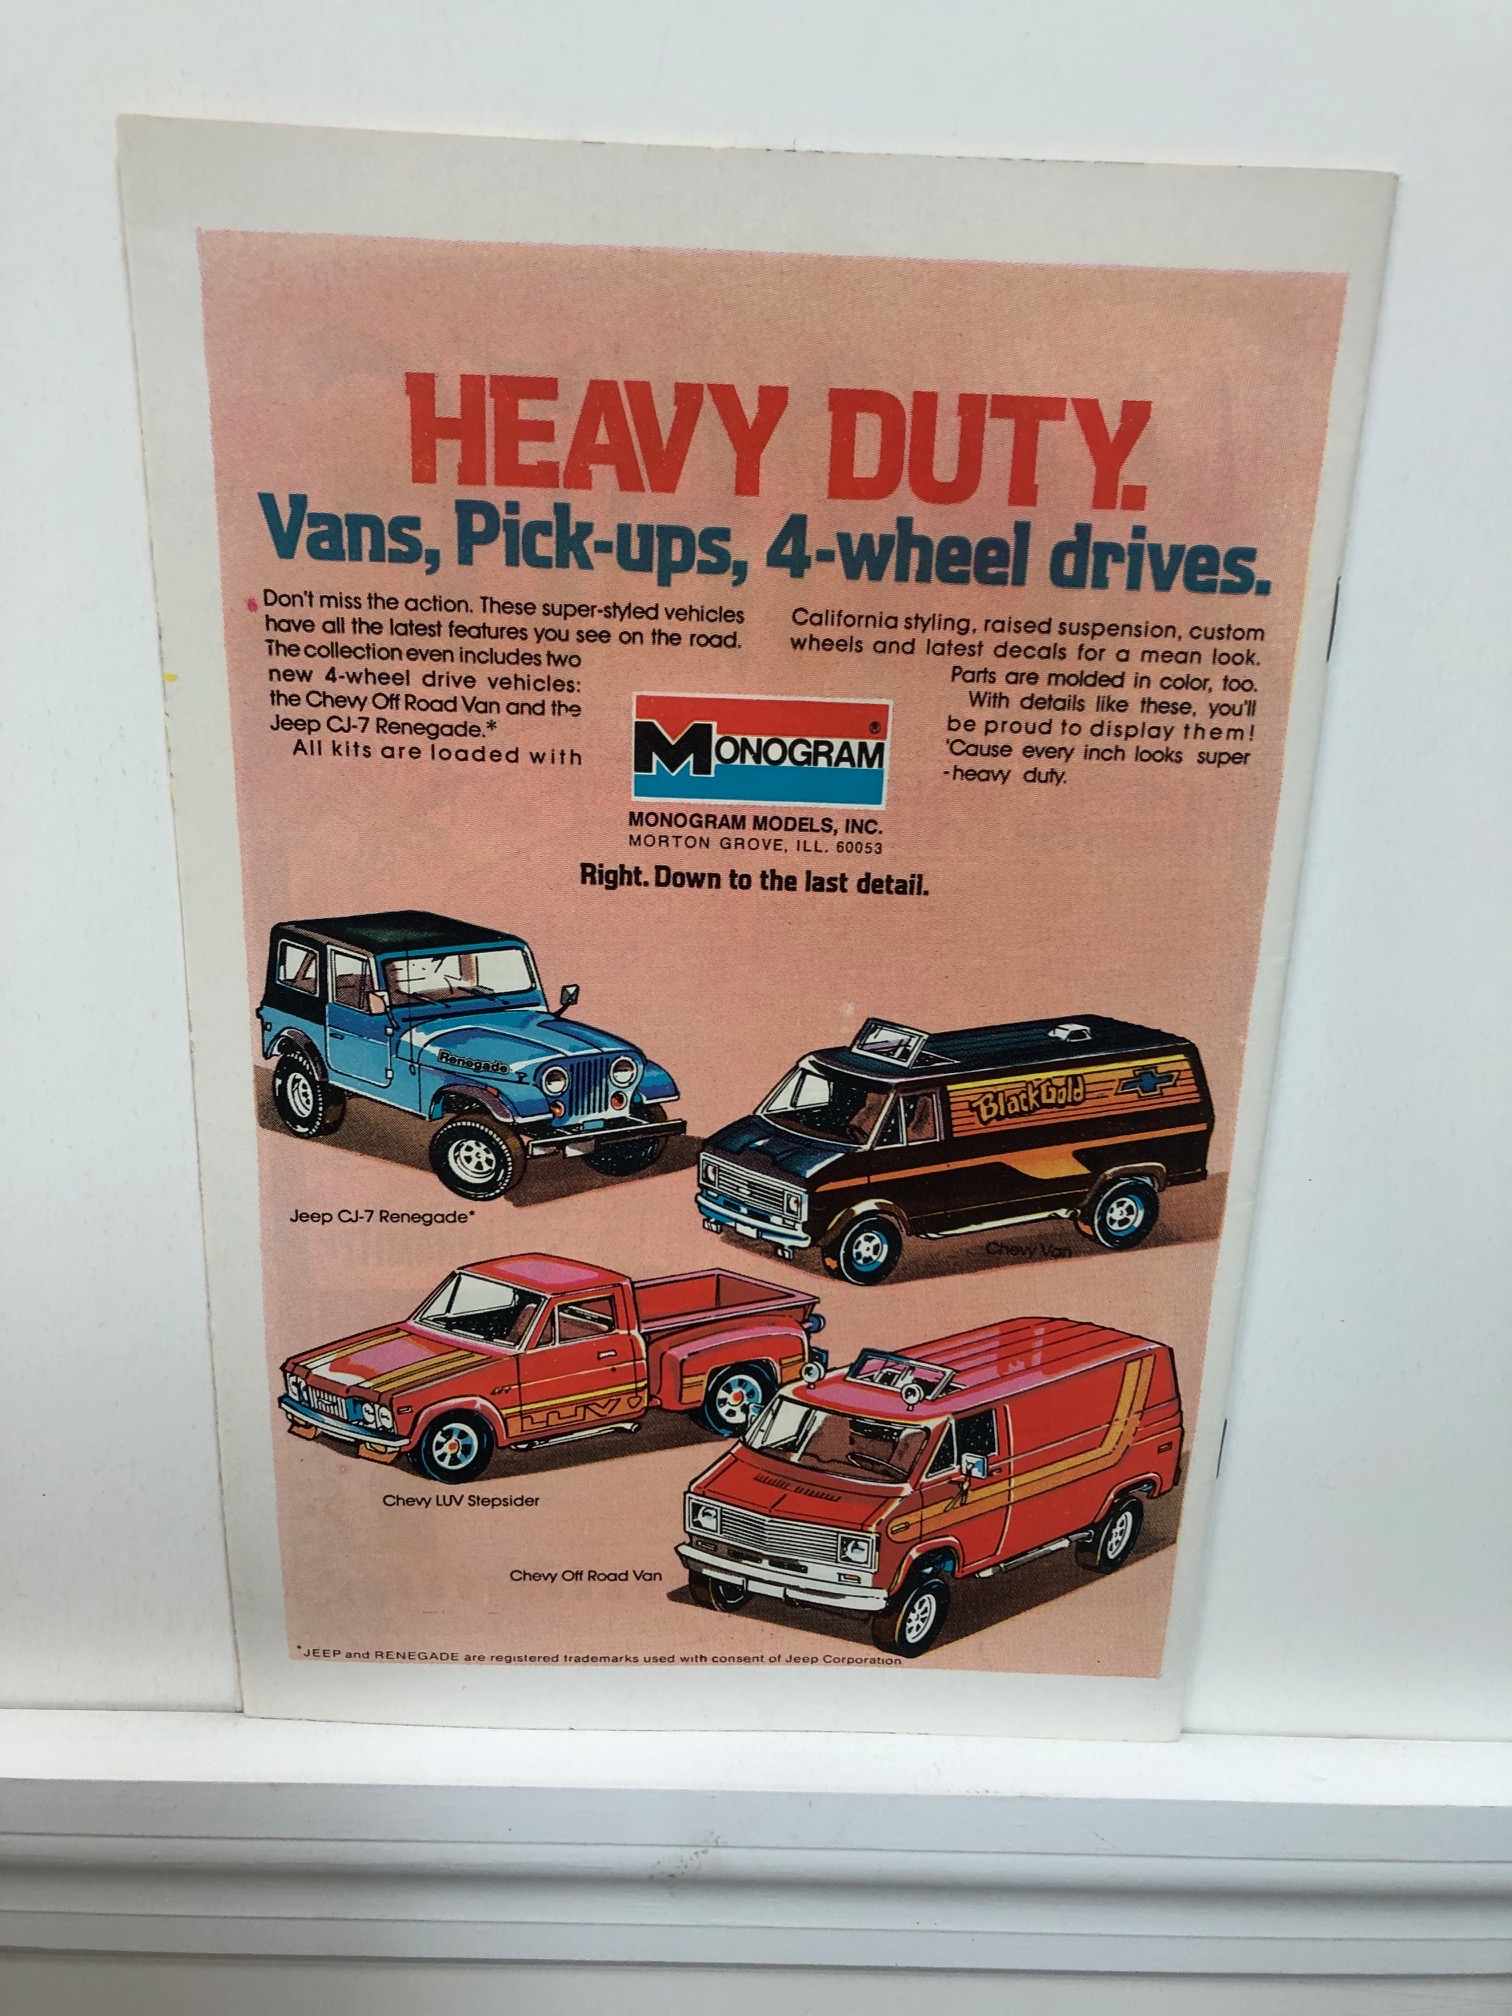 HEAVY DUTY.
Vans, Pick-ups, 4-wheel drives.
Don't miss the action. These super-styled vehicles
have all the latest features you see on the road.
The collection even includes two
new 4-wheel drive vehicles:
the Chevy Off Road Van and the
Jeep CJ-7 Renegade.*
All kits are loaded with
California styling, raised suspension, custom
wheels and latest decals for a mean look.
Parts are molded in color, too.
With details like these, you'll
be proud to display them!
'Cause every inch looks super
-heavy duty.
MONOGRAM®
MONOGRAM MODELS, INC.
MORTON GROVE, ILL. 60053
Right. Down to the last detail.
Renegade
Jeep CJ-7 Renegade*
Black Gold
Chevy Van
LUV
Chevy LUV Stepsider
Chevy Off Road Van
*JEEP and RENEGADE are registered trademarks used with consent of Jeep Corporation